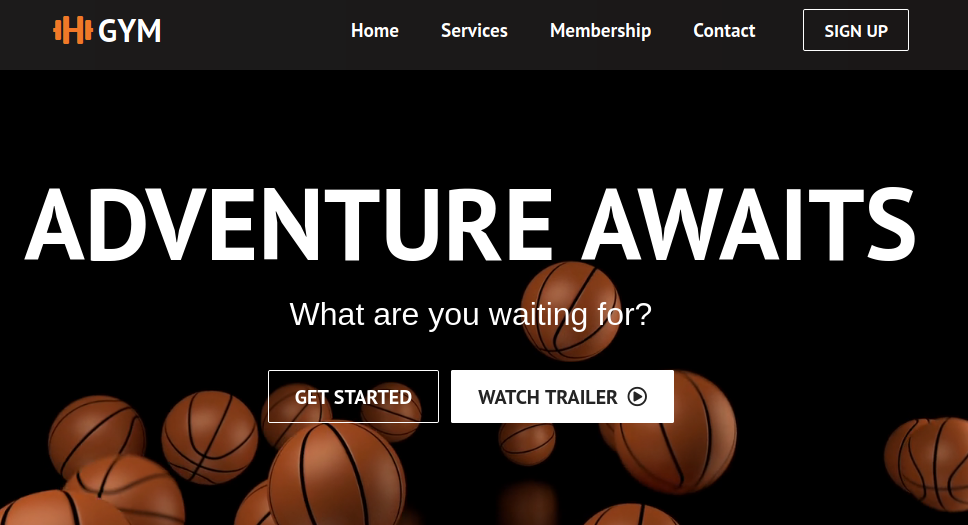 GYM
Home Services Membership Contact SIGN UP
ADVENTURE AWAITS
What are you waiting for?
GET STARTED WATCH TRAILER